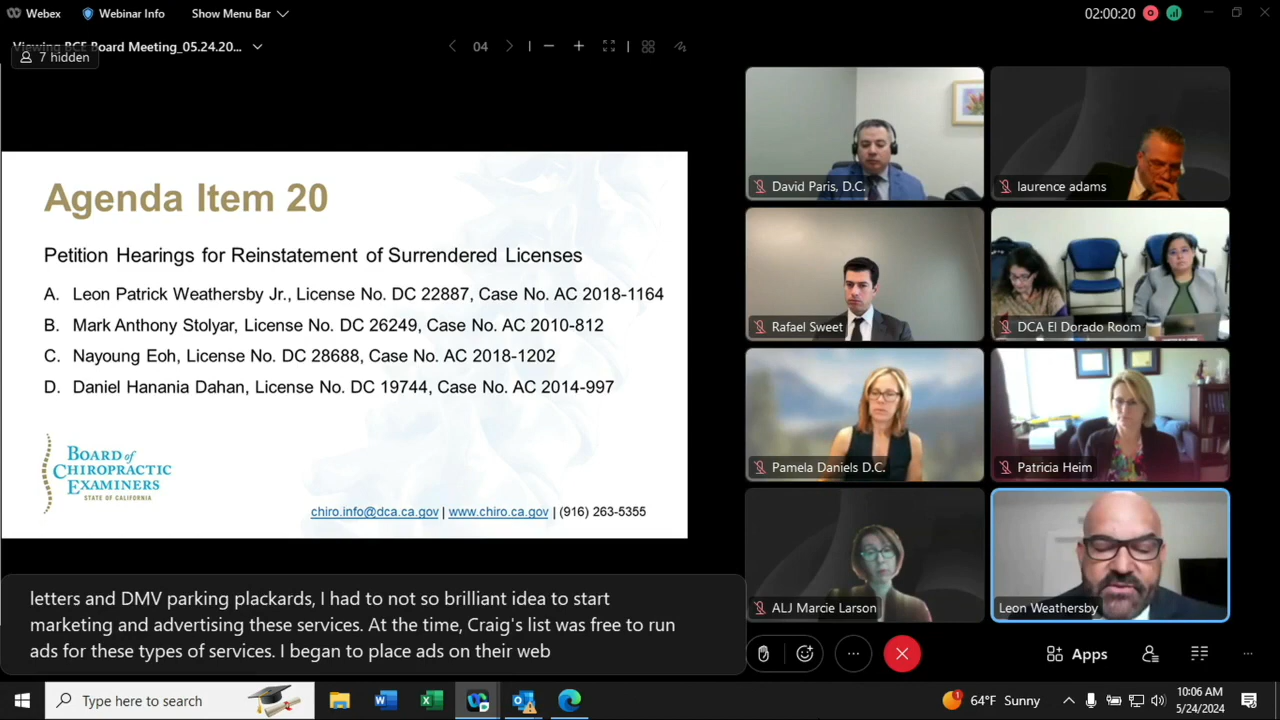 Webex
Webinar Info
Show Menu Bar
02:00:20
Viewing BCE Board Meeting_05.24.20...
04
7 hidden
Agenda Item 20
Petition Hearings for Reinstatement of Surrendered Licenses
A. Leon Patrick Weathersby Jr., License No. DC 22887, Case No. AC 2018-1164
B. Mark Anthony Stolyar, License No. DC 26249, Case No. AC 2010-812
C. Nayoung Eoh, License No. DC 28688, Case No. AC 2018-1202
D. Daniel Hanania Dahan, License No. DC 19744, Case No. AC 2014-997
BOARD OF
CHIROPRACTIC
EXAMINERS
STATE OF CALIFORNIA
chiro.info@dca.ca.gov | www.chiro.ca.gov | (916) 263-5355
David Paris, D.C.
laurence adams
Rafael Sweet
DCA El Dorado Room
Pamela Daniels D.C.
Patricia Heim
ALJ Marcie Larson
Leon Weathersby
letters and DMV parking plackards, I had to not so brilliant idea to start
marketing and advertising these services. At the time, Craig's list was free to run
ads for these types of services. I began to place ads on their web
Apps
Type here to search
1
64°F Sunny
10:06 AM
5/24/2024